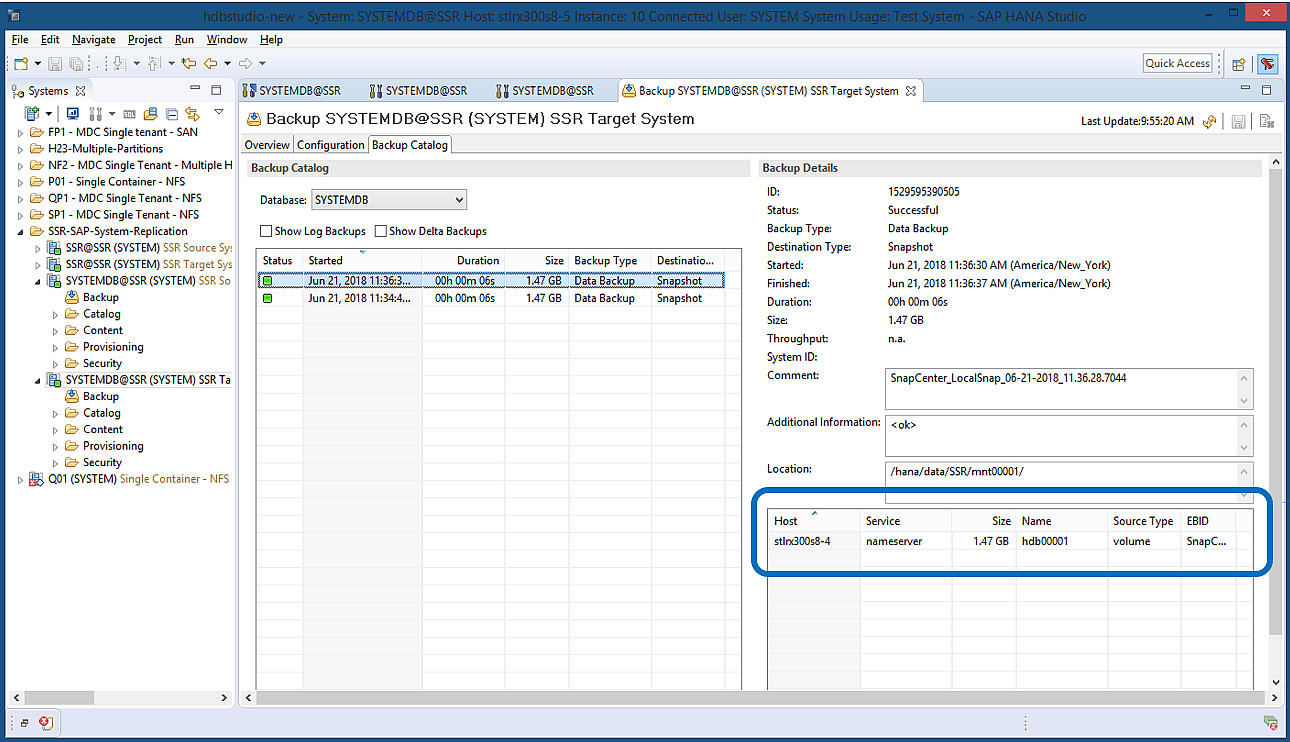 hdbstudio-new - System: SYSTEMDB@SSR Host: stlrx300s8-5 Instance: 10 Connected User: SYSTEM System Usage: Test System - SAP HANA Studio
File Edit Navigate Project Run Window Help
Quick Access
Systems
FP1 - MDC Single tenant - SAN
H23-Multiple-Partitions
NF2 - MDC Single Tenant - Multiple H
P01 - Single Container - NFS
QP1 - MDC Single Tenant - NFS
SP1 - MDC Single Tenant - NFS
SSR-SAP-System-Replication
SSR@SSR (SYSTEM) SSR Source Sys
SSR@SSR (SYSTEM) SSR Target Sys
SYSTEMDB@SSR (SYSTEM) SSR So
Backup
Catalog
Content
Provisioning
Security
SYSTEMDB@SSR (SYSTEM) SSR Ta
Backup
Catalog
Content
Provisioning
Security
Q01 (SYSTEM) Single Container - NFS
SYSTEMDB@SSR SYSTEMDB@SSR SYSTEMDB@SSR Backup SYSTEMDB@SSR (SYSTEM) SSR Target System
Backup SYSTEMDB@SSR (SYSTEM) SSR Target System
Last Update:9:55:20 AM
Overview Configuration Backup Catalog
Backup Catalog
Database: SYSTEMDB
Show Log Backups Show Delta Backups
Status Started Duration Size Backup Type Destinatio...
Jun 21, 2018 11:36:3... 00h 00m 06s 1.47 GB Data Backup Snapshot
Jun 21, 2018 11:34:4... 00h 00m 06s 1.47 GB Data Backup Snapshot
Backup Details
ID: 1529595390505
Status: Successful
Backup Type: Data Backup
Destination Type: Snapshot
Started: Jun 21, 2018 11:36:30 AM (America/New_York)
Finished: Jun 21, 2018 11:36:37 AM (America/New_York)
Duration: 00h 00m 06s
Size: 1.47 GB
Throughput: n.a.
System ID:
Comment: SnapCenter_LocalSnap_06-21-2018_11.36.28.7044
Additional Information: <ok>
Location: /hana/data/SSR/mnt00001/
Host Service Size Name Source Type EBID
stlrx300s8-4 nameserver 1.47 GB hdb00001 volume SnapC...